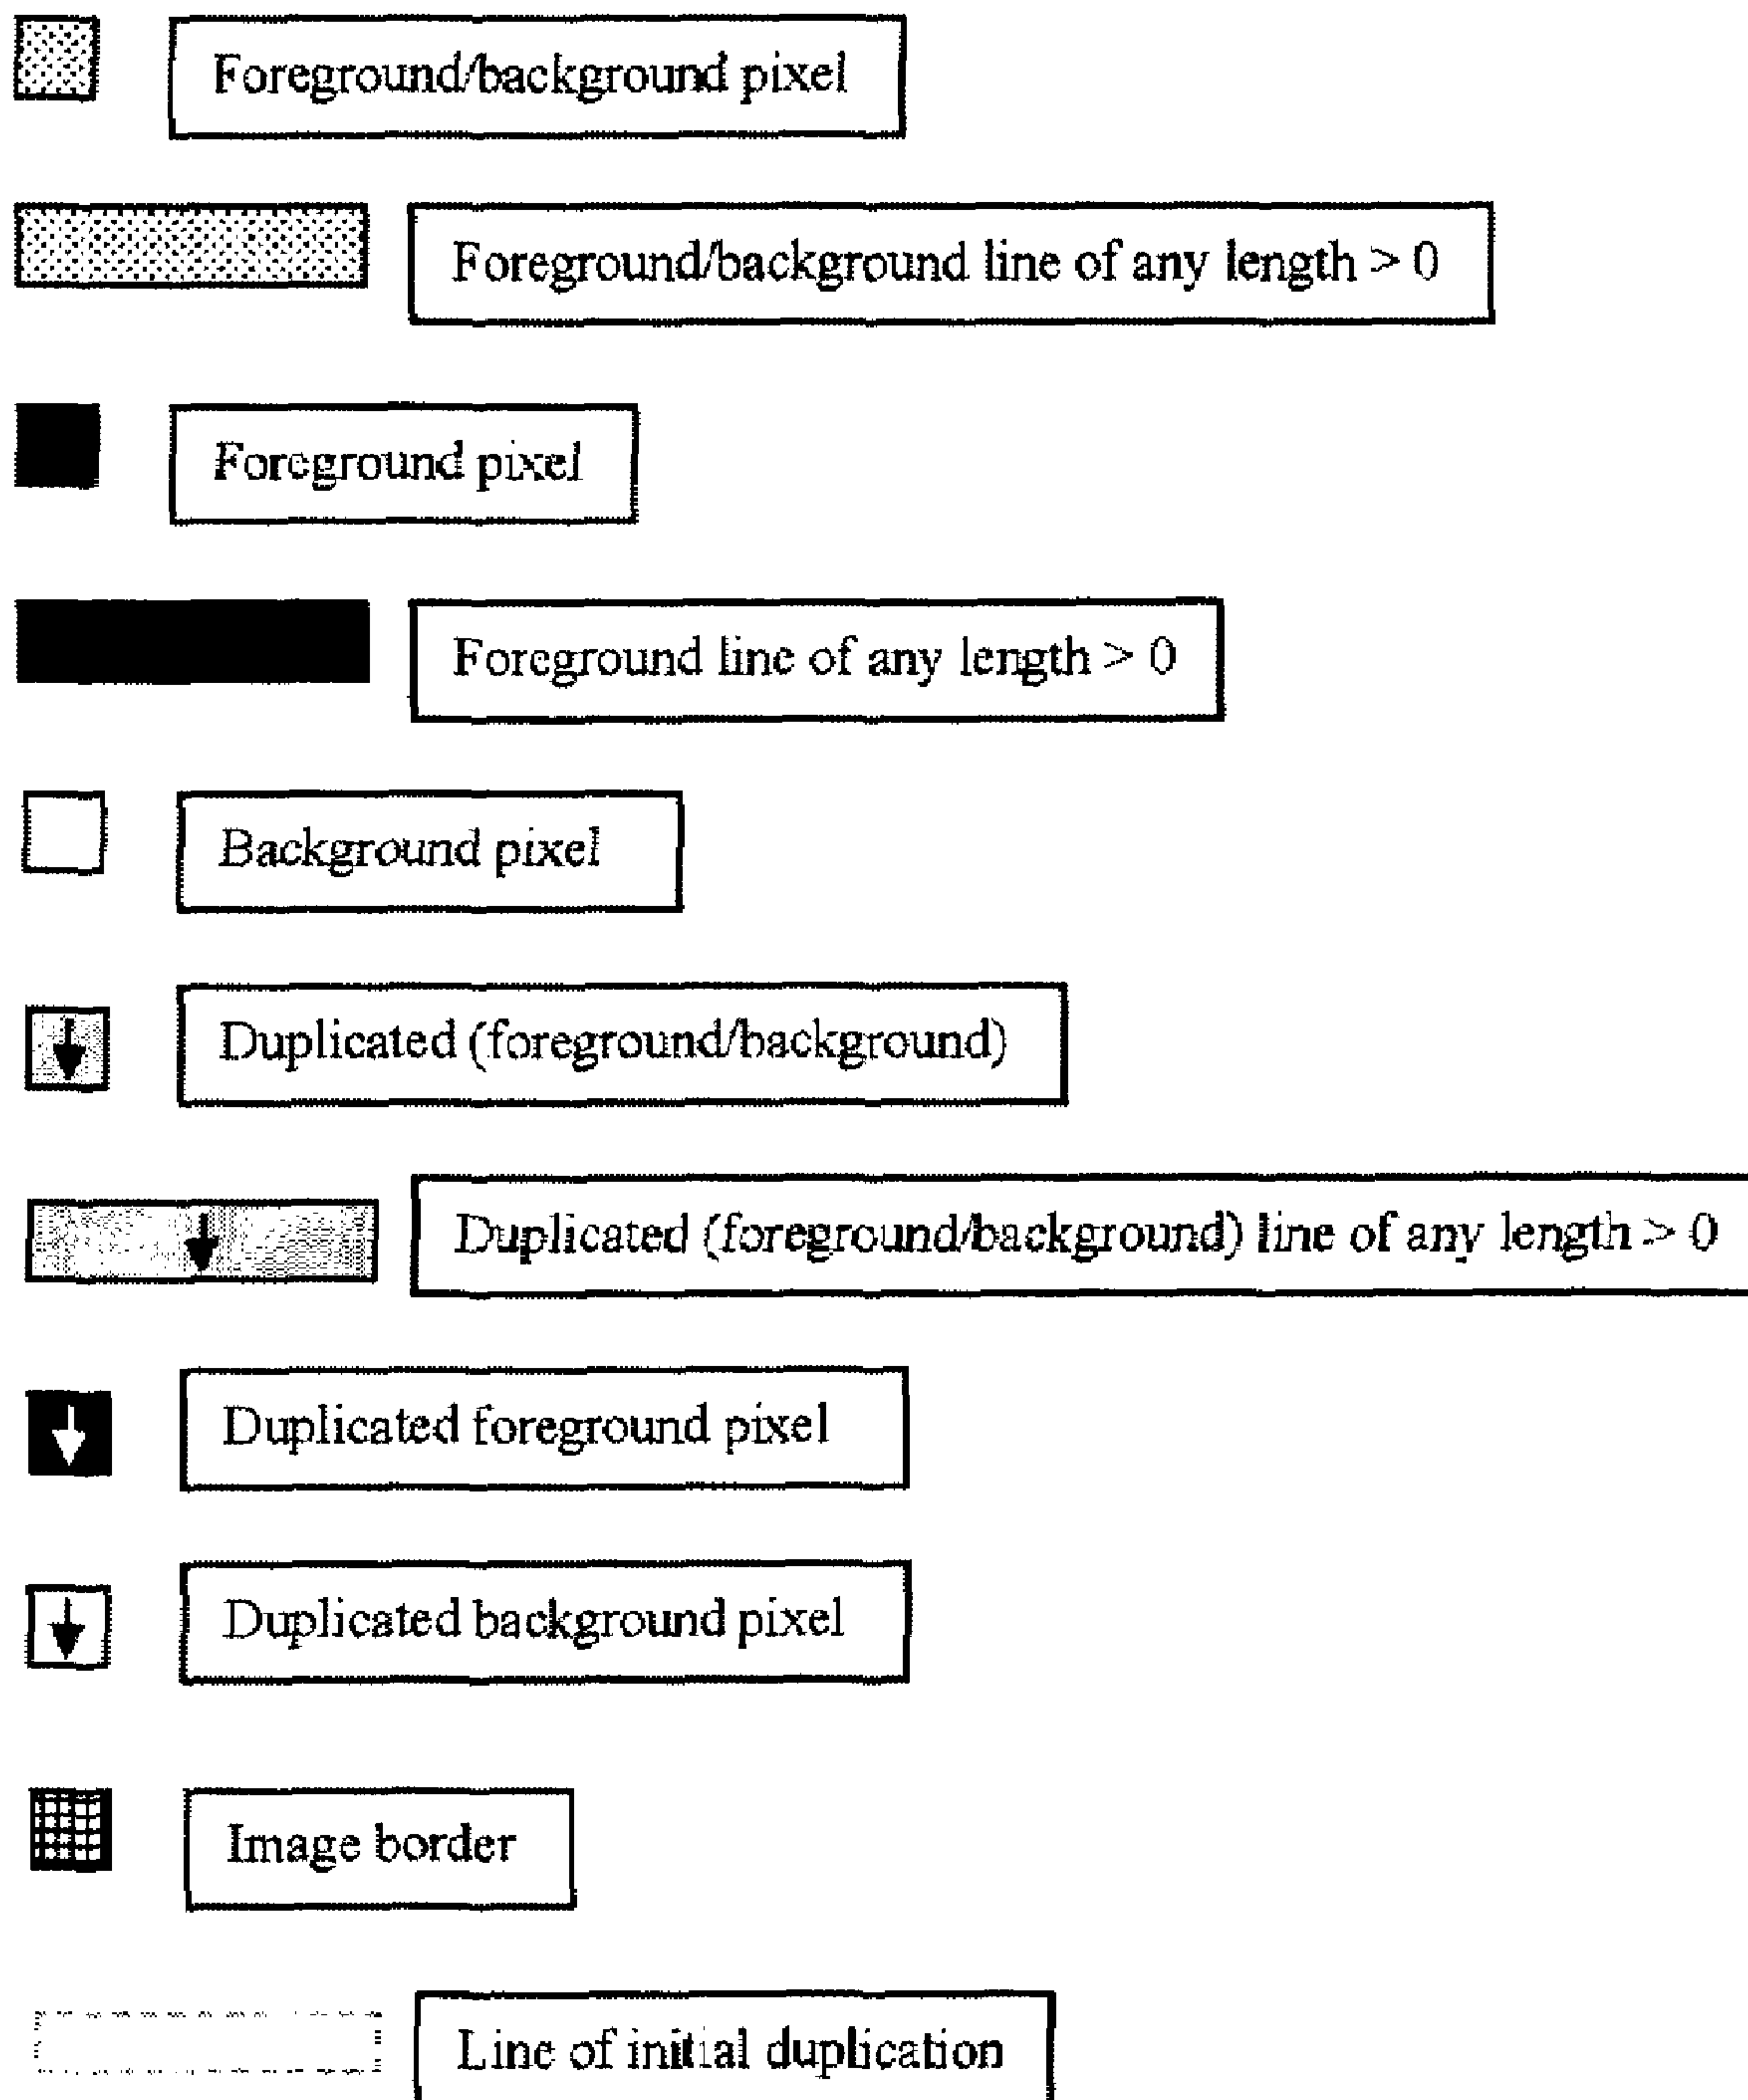 Foreground/background pixel
Foreground/background line of any length > 0
Foreground pixel
Foreground line of any length > 0
Background pixel
Duplicated (foreground/background)
Duplicated (foreground/background) line of any length > 0
Duplicated foreground pixel
Duplicated background pixel
Image border
Line of initial duplication